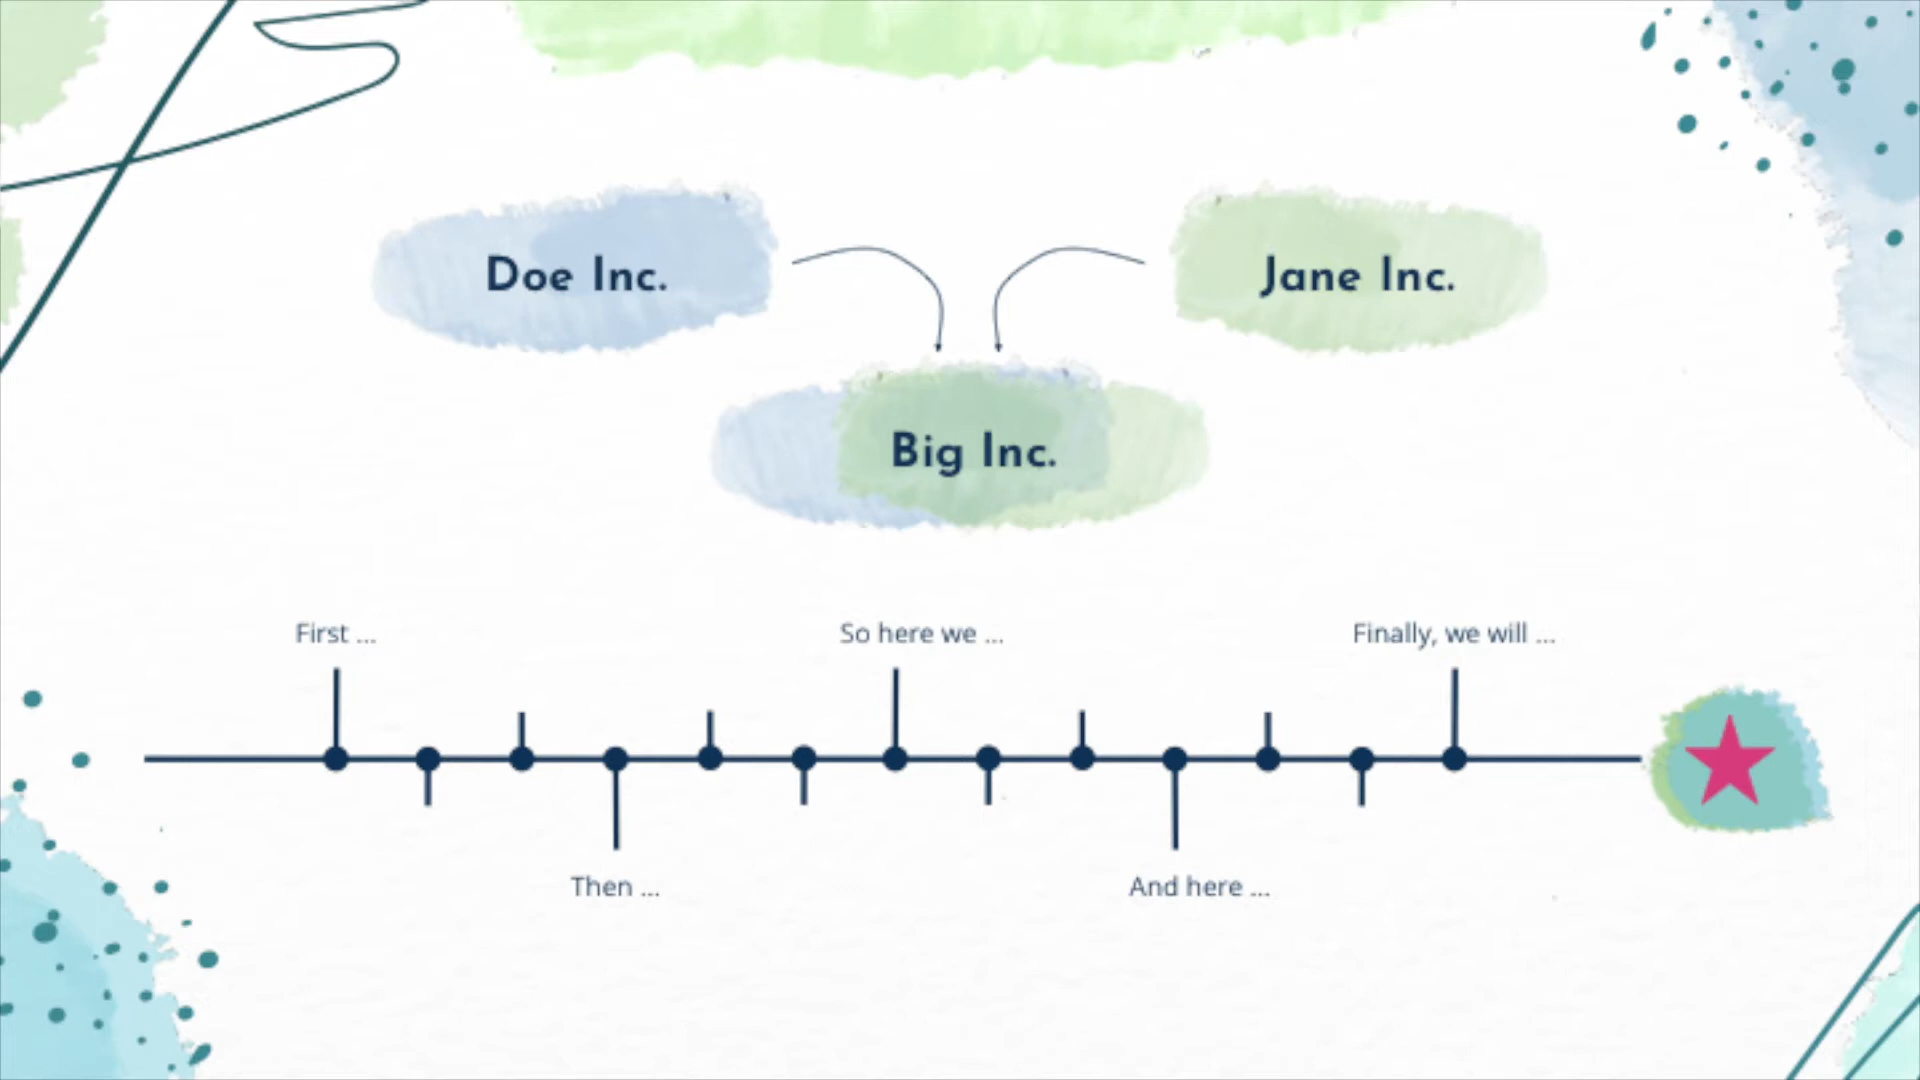 Doe Inc.
Jane Inc.
Big Inc.
First ...
So here we ...
Finally, we will ...
Then ...
And here ...